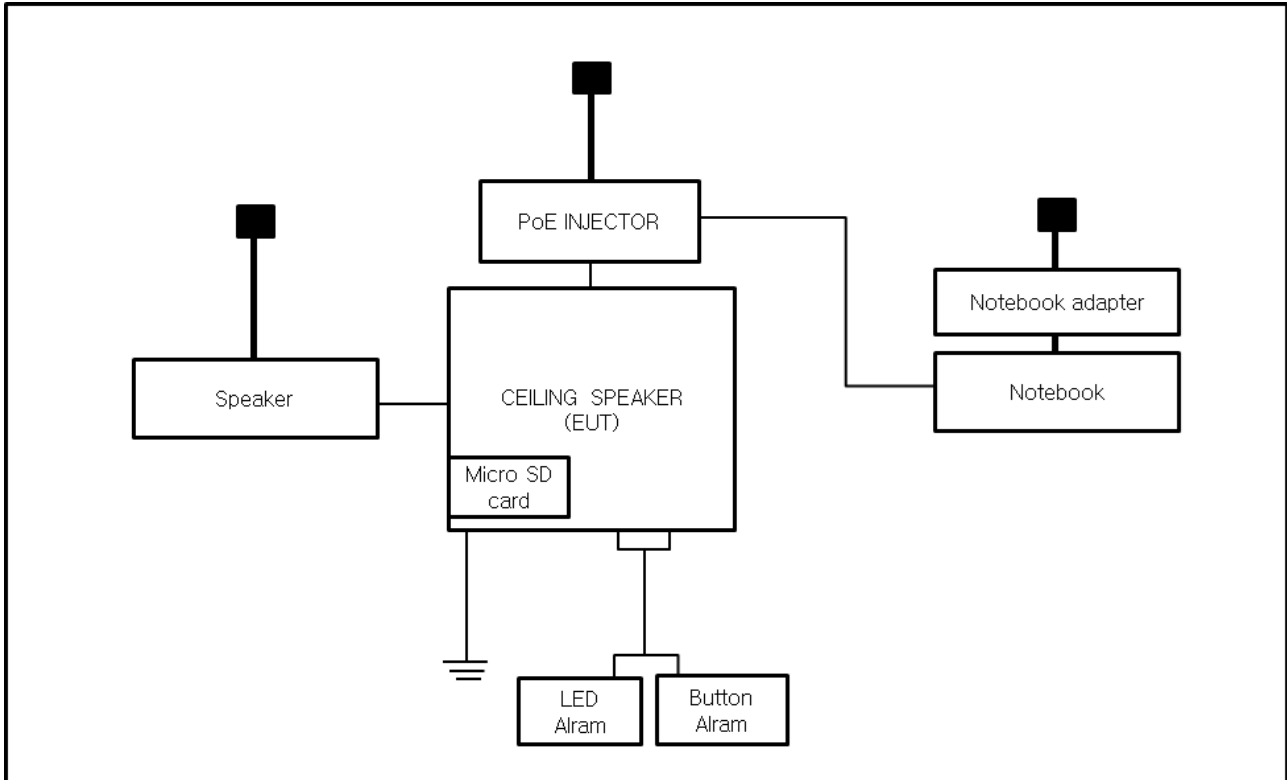 PoE INJECTOR
Notebook adapter
Speaker
CEILING SPEAKER
(EUT)
Notebook
Micro SD
card
LED
Alram
Button
Alram